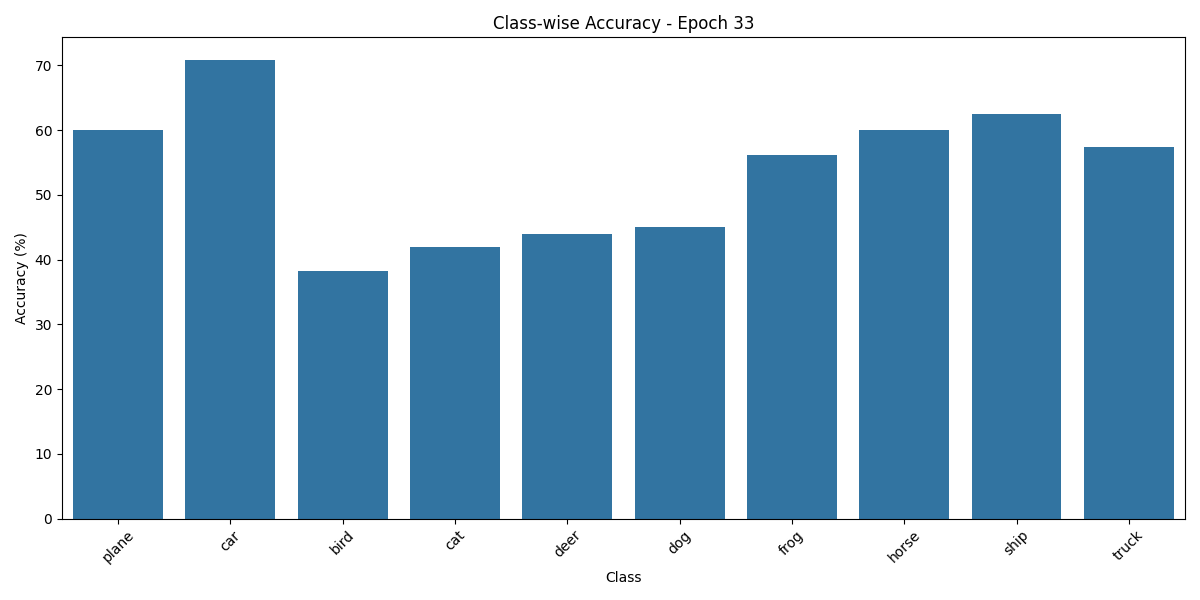 Class-wise Accuracy - Epoch 33
Accuracy (%)
70
60
50
40
30
20
10
0
plane
car
bird
cat
deer
dog
frog
horse
ship
truck
Class